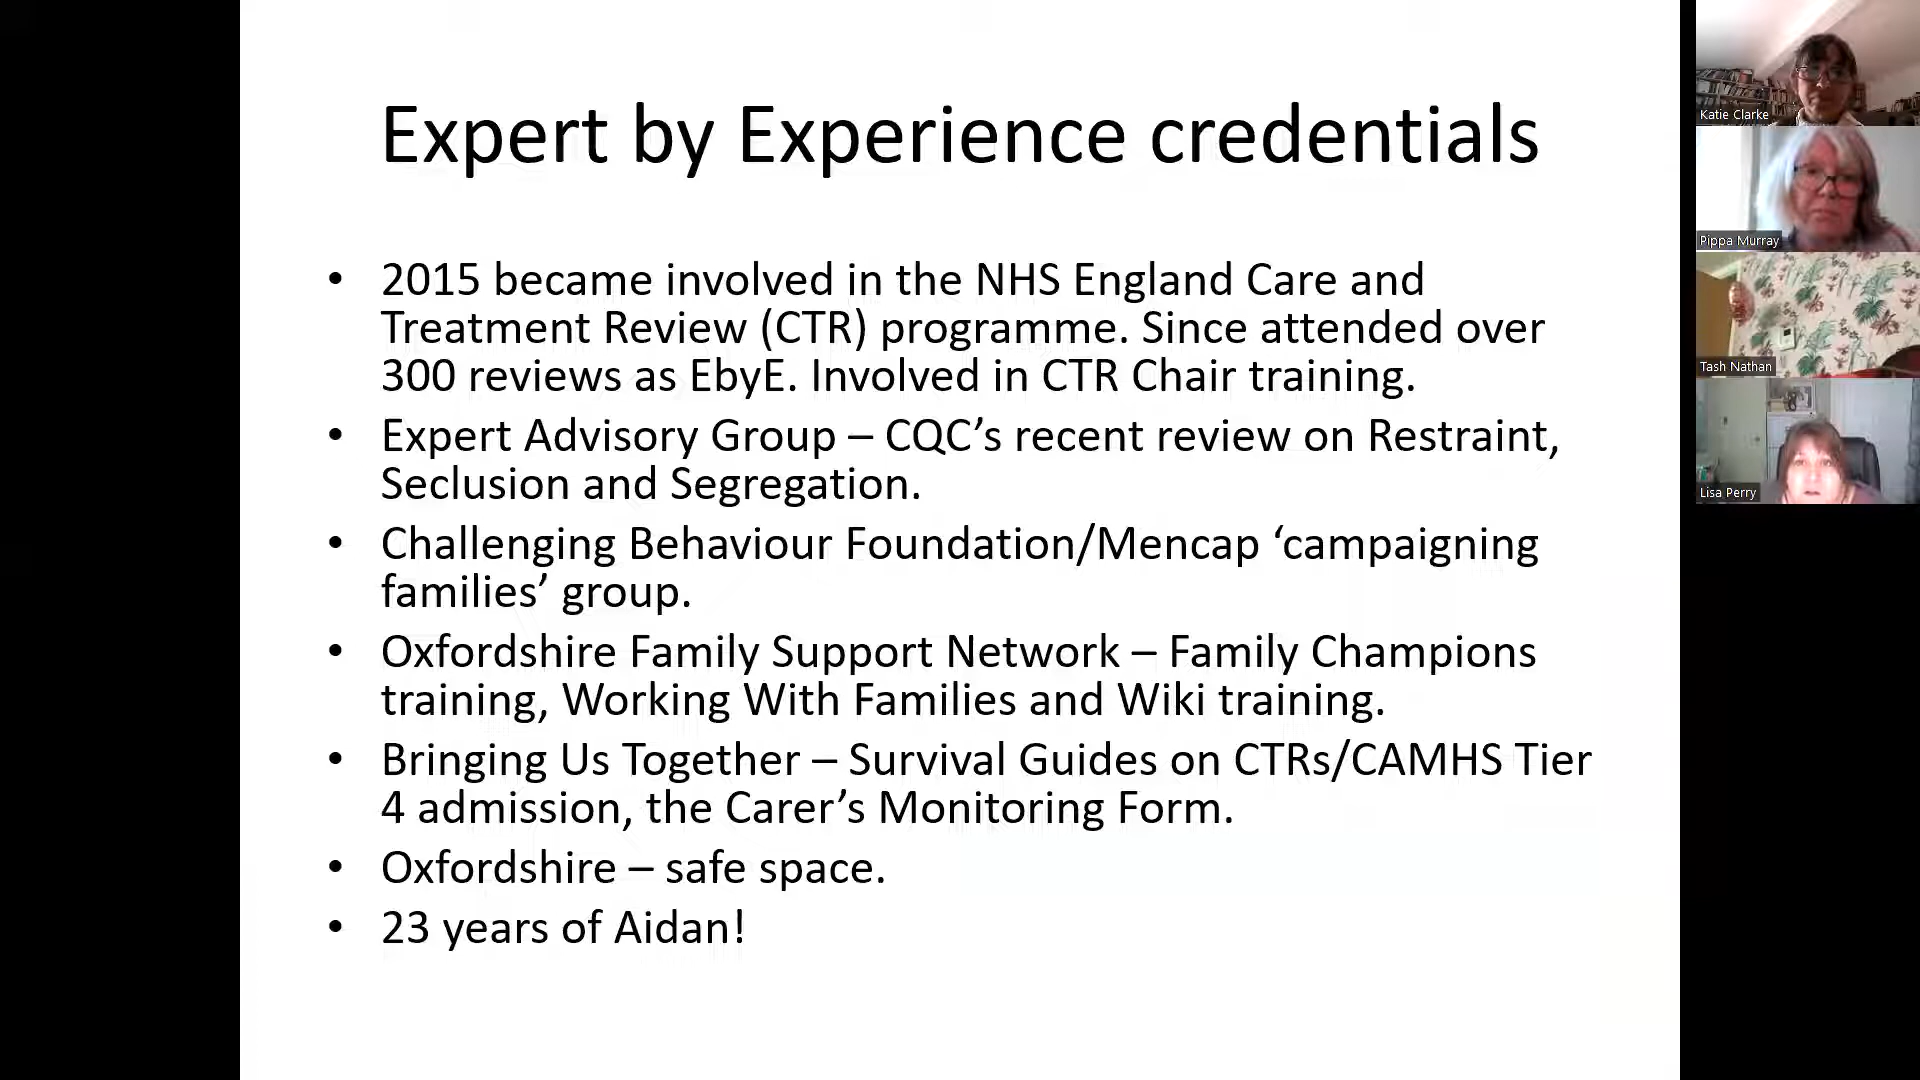 Expert by Experience credentials
• 2015 became involved in the NHS England Care and
Treatment Review (CTR) programme. Since attended over
300 reviews as EbyE. Involved in CTR Chair training.
• Expert Advisory Group – CQC’s recent review on Restraint,
Seclusion and Segregation.
• Challenging Behaviour Foundation/Mencap ‘campaigning
families’ group.
• Oxfordshire Family Support Network – Family Champions
training, Working With Families and Wiki training.
• Bringing Us Together – Survival Guides on CTRs/CAMHS Tier
4 admission, the Carer’s Monitoring Form.
• Oxfordshire – safe space.
• 23 years of Aidan!
Katie Clarke
Pippa Murray
Tash Nathan
Lisa Perry